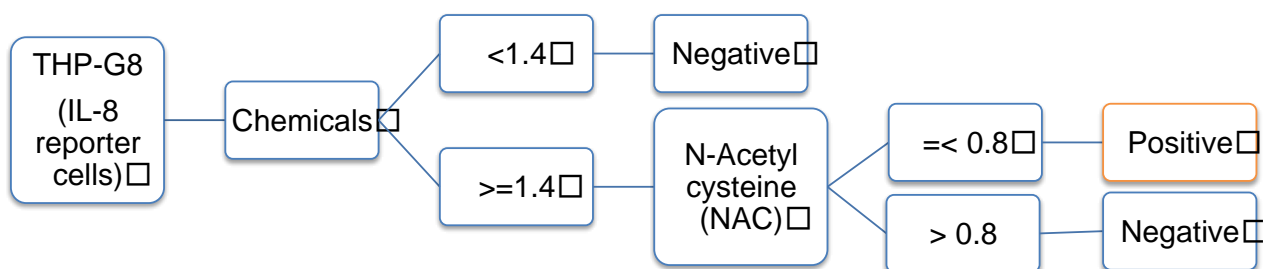 THP-G8
(IL-8
reporter
cells)□
Chemicals□
<1.4□
Negative□
>=1.4□
N-Acetyl
cysteine
(NAC)□
=< 0.8□
Positive□
> 0.8
Negative□